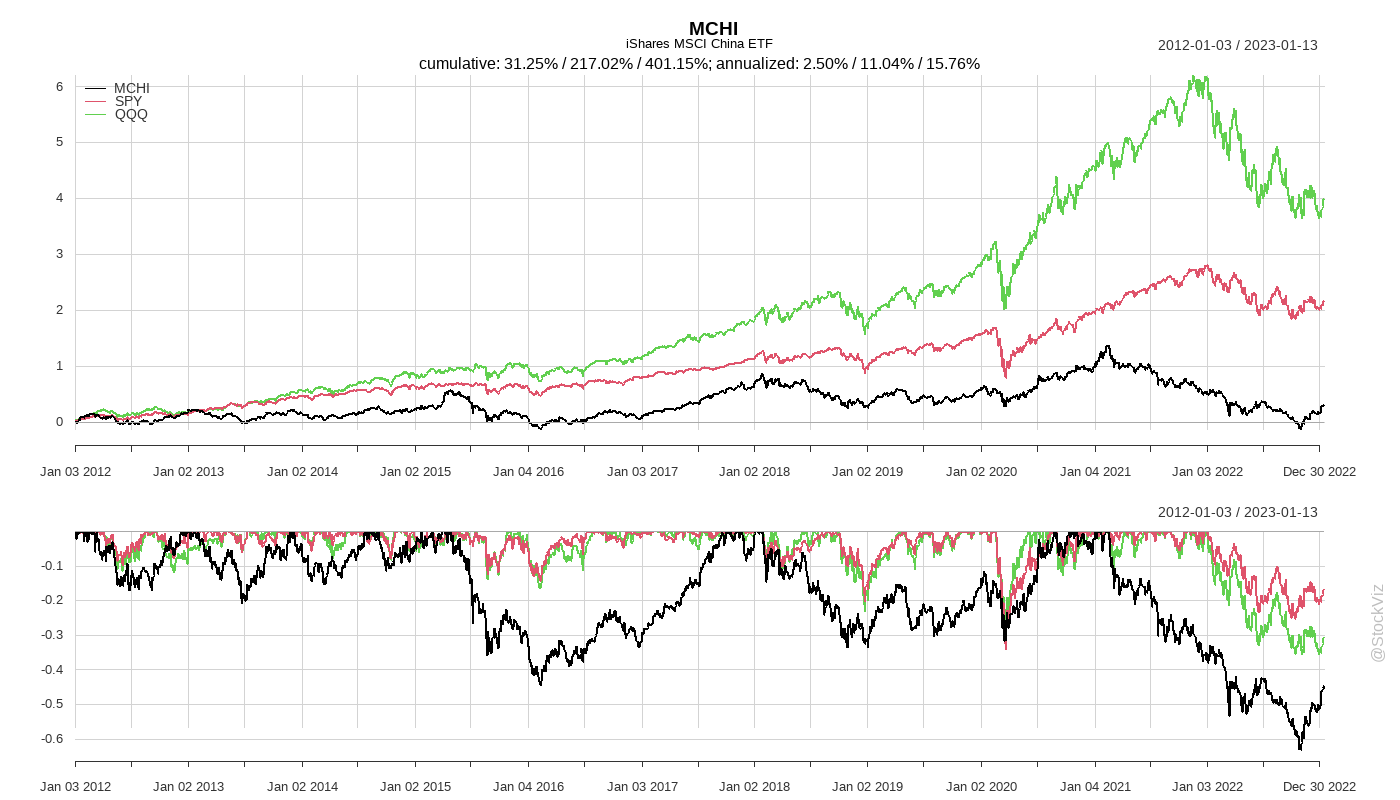 MCHI
iShares MSCI China ETF
2012-01-03 / 2023-01-13
cumulative: 31.25% / 217.02% / 401.15%; annualized: 2.50% / 11.04% / 15.76%
MCHI
SPY
QQQ
6
5
4
3
2
1
0
Jan 03 2012 Jan 02 2013 Jan 02 2014 Jan 02 2015 Jan 04 2016 Jan 03 2017 Jan 02 2018 Jan 02 2019 Jan 02 2020 Jan 04 2021 Jan 03 2022 Dec 30 2022
2012-01-03 / 2023-01-13
-0.1
-0.2
-0.3
-0.4
-0.5
-0.6
Jan 03 2012 Jan 02 2013 Jan 02 2014 Jan 02 2015 Jan 04 2016 Jan 03 2017 Jan 02 2018 Jan 02 2019 Jan 02 2020 Jan 04 2021 Jan 03 2022 Dec 30 2022
@StockViz